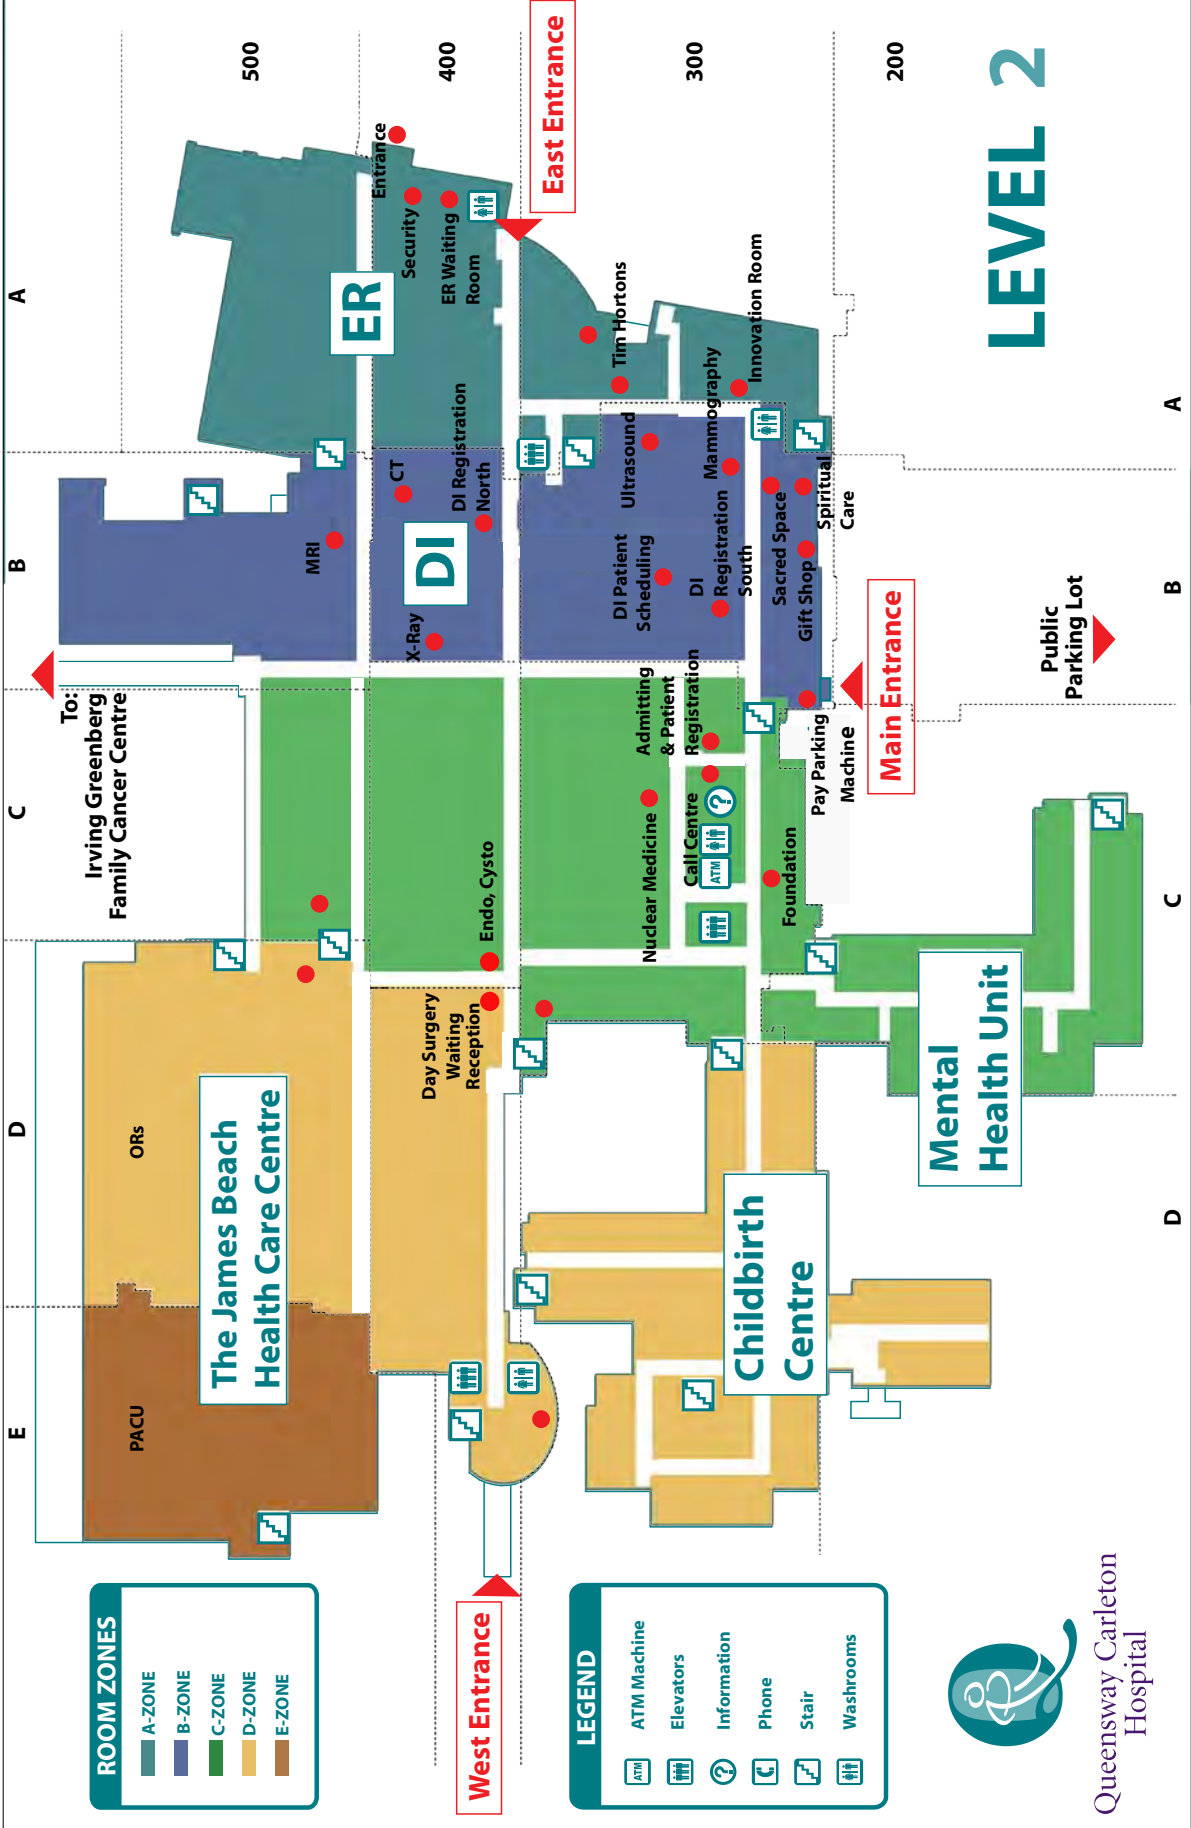 To:
Irving Greenberg
Family Cancer Centre
E
D
C
B
A
500
400
300
200
ROOM ZONES
A-ZONE
B-ZONE
C-ZONE
D-ZONE
E-ZONE
PACU
ORs
The James Beach
Health Care Centre
MRI
ER
Entrance
Security
ER Waiting
Room
CT
X-Ray
DI
DI Registration
North
Day Surgery
Waiting
Reception
Endo, Cysto
West Entrance
East Entrance
Tim Hortons
Ultrasound
DI Patient
Scheduling
Nuclear Medicine
Admitting
& Patient
Registration
Call Centre
ATM
?
DI
Registration
South
Mammography
Innovation Room
Sacred Space
Gift Shop
Spiritual
Care
Foundation
Pay Parking
Machine
Main Entrance
Childbirth
Centre
Mental
Health Unit
Public
Parking Lot
LEVEL 2
LEGEND
ATM
ATM Machine
Elevators
?
Information
Phone
Stair
Washrooms
Queensway Carleton
Hospital
D
C
B
A